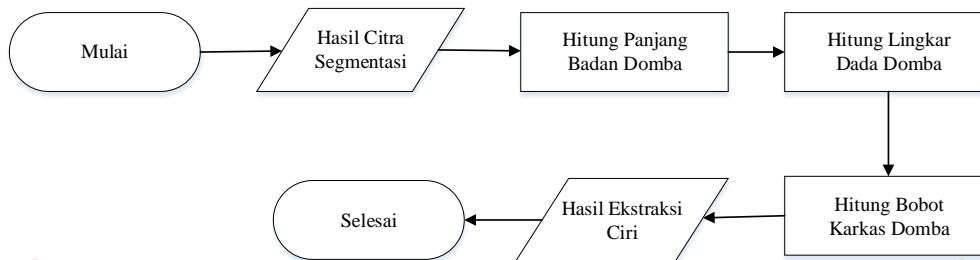 Mulai
Hasil Citra
Segmentasi
Hitung Panjang
Badan Domba
Hitung Lingkar
Dada Domba
Hitung Bobot
Karkas Domba
Hasil Ekstraksi
Ciri
Selesai